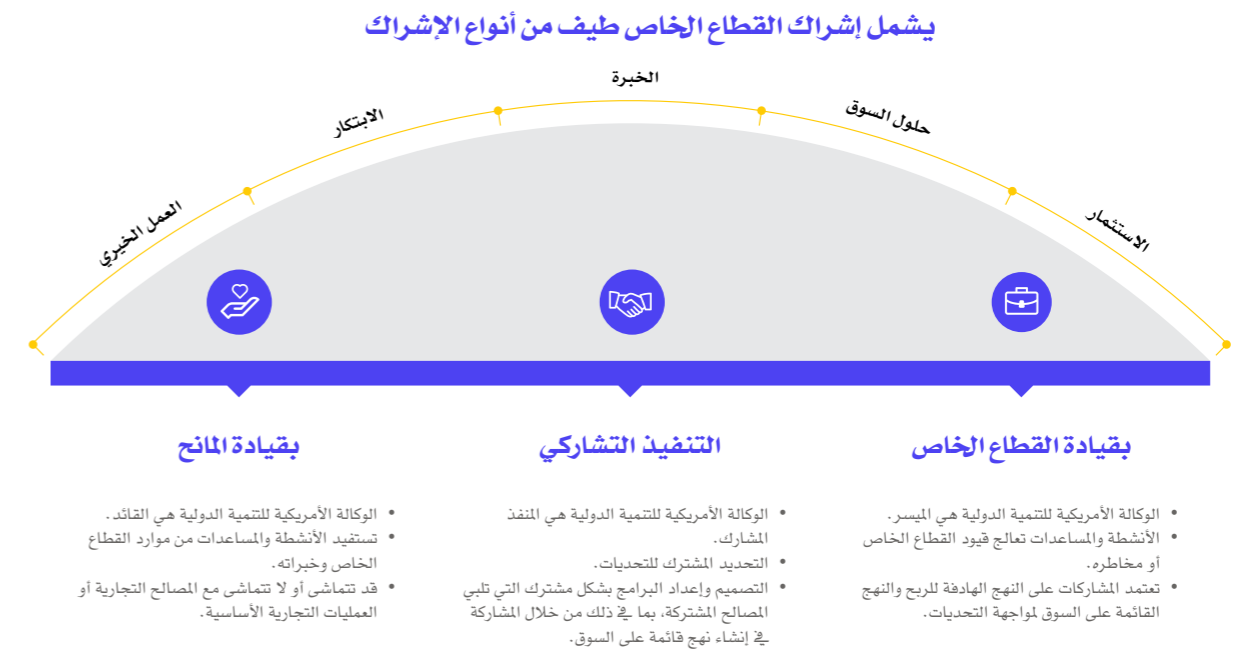 يشمل إشراك القطاع الخاص طيف من أنواع الإشراك
الخبرة
حلول السوق
الابتكار
الاستثمار
العمل الخيري
بقيادة القطاع الخاص
• الوكالة الأمريكية للتنمية الدولية هي الميسر.
• الأنشطة والمساعدات تعالج قيود القطاع الخاص
أو مخاطره.
• تعتمد المشاركات على النهج الهادفة للربح والنهج
القائمة على السوق لمواجهة التحديات.
التنفيذ التشاركي
• الوكالة الأمريكية للتنمية الدولية هي المنفذ
المشارك.
• التحديد المشترك للتحديات.
• التصميم وإعداد البرامج بشكل مشترك التي تلبي
المصالح المشتركة، بما في ذلك من خلال المشاركة
في إنشاء نهج قائمة على السوق.
بقيادة المانح
• الوكالة الأمريكية للتنمية الدولية هي القائد.
• تستفيد الأنشطة والمساعدات من موارد القطاع
الخاص وخبراته.
• قد تتماشى أو لا تتماشى مع المصالح التجارية أو
العمليات التجارية الأساسية.